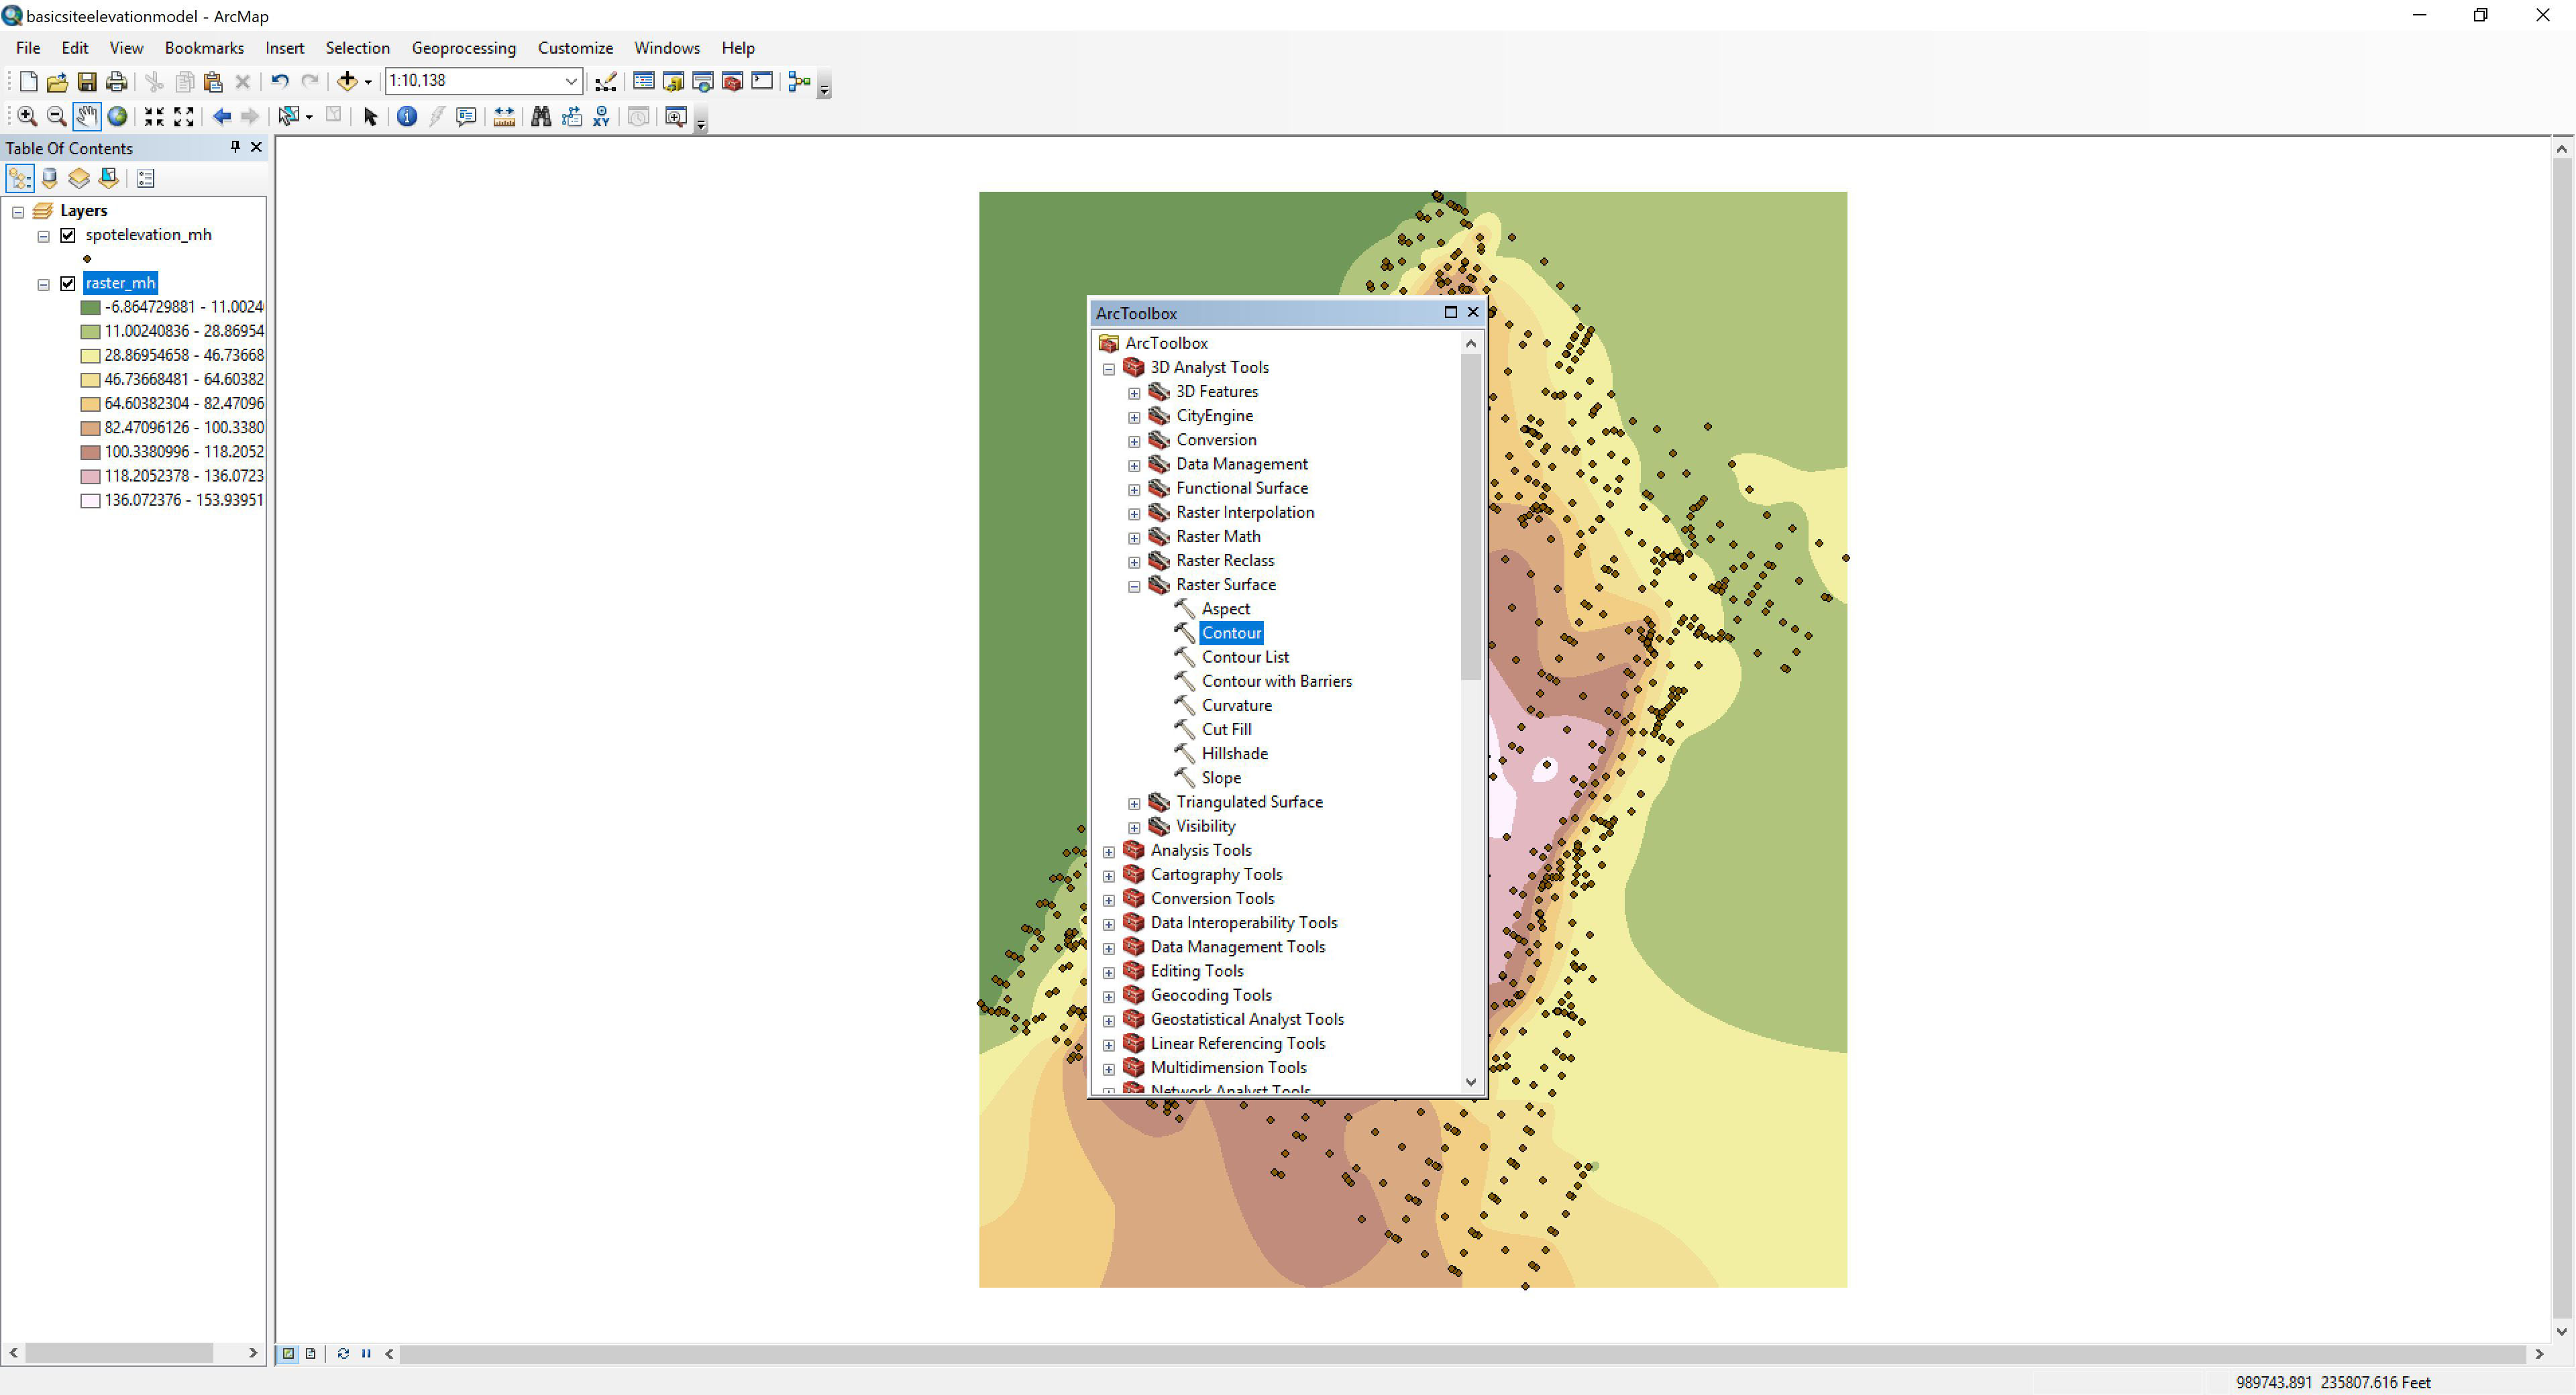 basicsiteelevationmodel - ArcMap
File Edit View Bookmarks Insert Selection Geoprocessing Customize Windows Help
1:10,138
XY
Table Of Contents
Layers
spotelevation_mh
raster_mh
-6.864729881 - 11.0024
11.00240836 - 28.86954
28.86954658 - 46.73668
46.73668481 - 64.60382
64.60382304 - 82.47096
82.47096126 - 100.3380
100.3380996 - 118.2052
118.2052378 - 136.0723
136.072376 - 153.93951
ArcToolbox
ArcToolbox
3D Analyst Tools
3D Features
CityEngine
Conversion
Data Management
Functional Surface
Raster Interpolation
Raster Math
Raster Reclass
Raster Surface
Aspect
Contour
Contour List
Contour with Barriers
Curvature
Cut Fill
Hillshade
Slope
Triangulated Surface
Visibility
Analysis Tools
Cartography Tools
Conversion Tools
Data Interoperability Tools
Data Management Tools
Editing Tools
Geocoding Tools
Geostatistical Analyst Tools
Linear Referencing Tools
Multidimension Tools
Network Analyst Tools
989743.891 235807.616 Feet